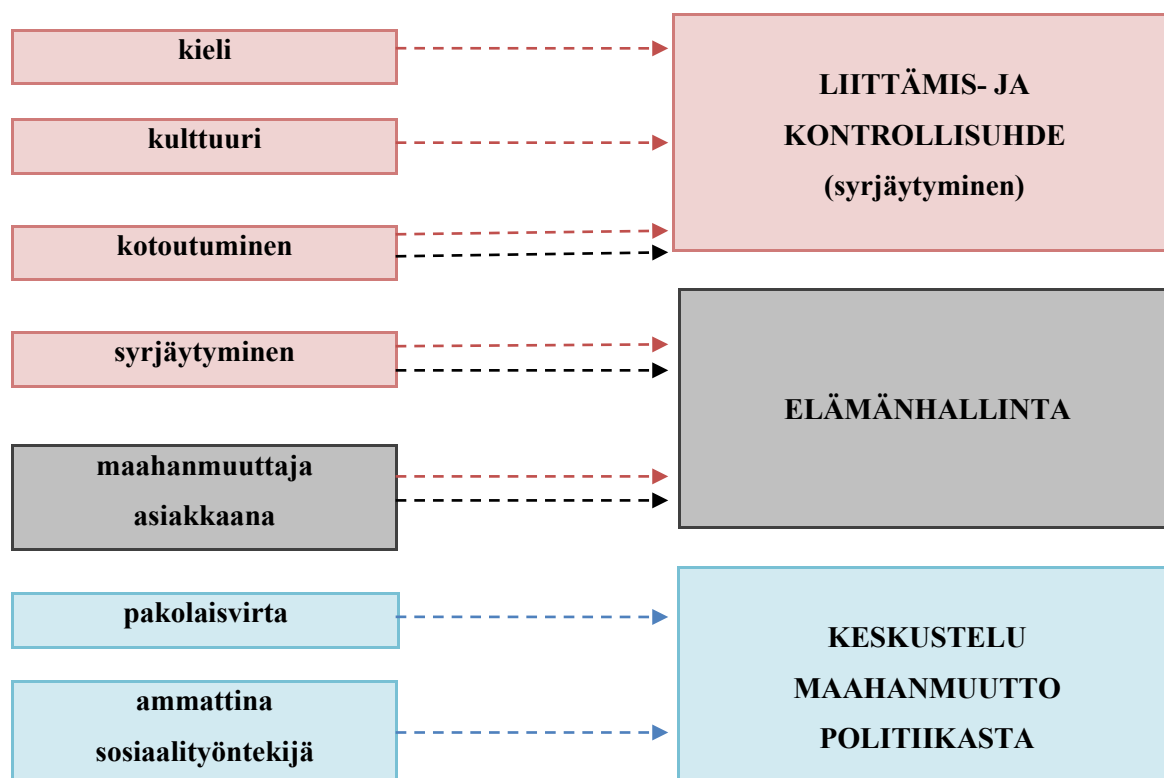 kieli
kulttuuri
kotoutuminen
syrjäytyminen
maahanmuuttaja
asiakkaana
pakolaisvirta
ammattina
sosiaalityöntekijä
LIITTÄMIS- JA
KONTROLLISUHDE
(syrjäytyminen)
ELÄMÄNHALLINTA
KESKUSTELU
MAAHANMUUTTO
POLITIIKASTA